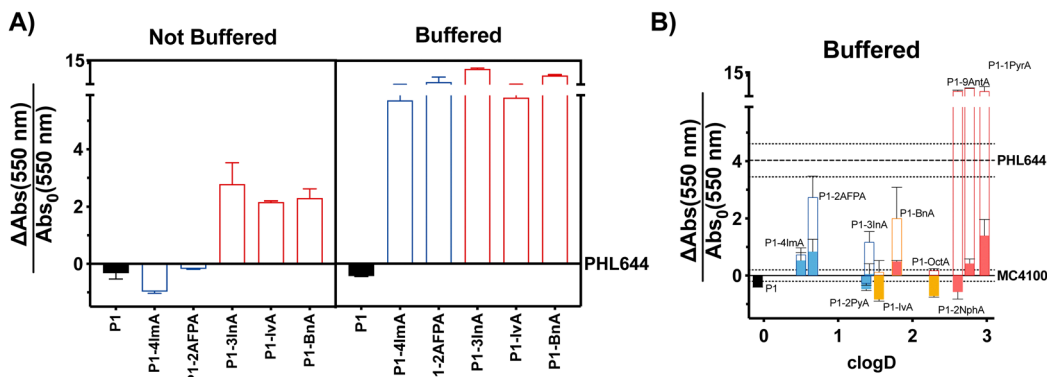 A)
Not Buffered
Buffered
ΔAbs(550 nm)
Abs₀(550 nm)
15
4
2
0
PHL644
P1
P1-4ImA
P1-2AFPA
P1-3InA
P1-IvA
P1-BnA
P1
P1-4ImA
P1-2AFPA
P1-3InA
P1-IvA
P1-BnA
B)
Buffered
ΔAbs(550 nm)
Abs₀(550 nm)
15
4
2
0
P1-1PyrA
P1-9AntA
PHL644
P1-2AFPA
P1-BnA
P1-3InA
P1-4ImA
P1-OctA
MC4100
P1
P1-2PyA
P1-IvA
P1-2NphA
0
1
2
3
clogD